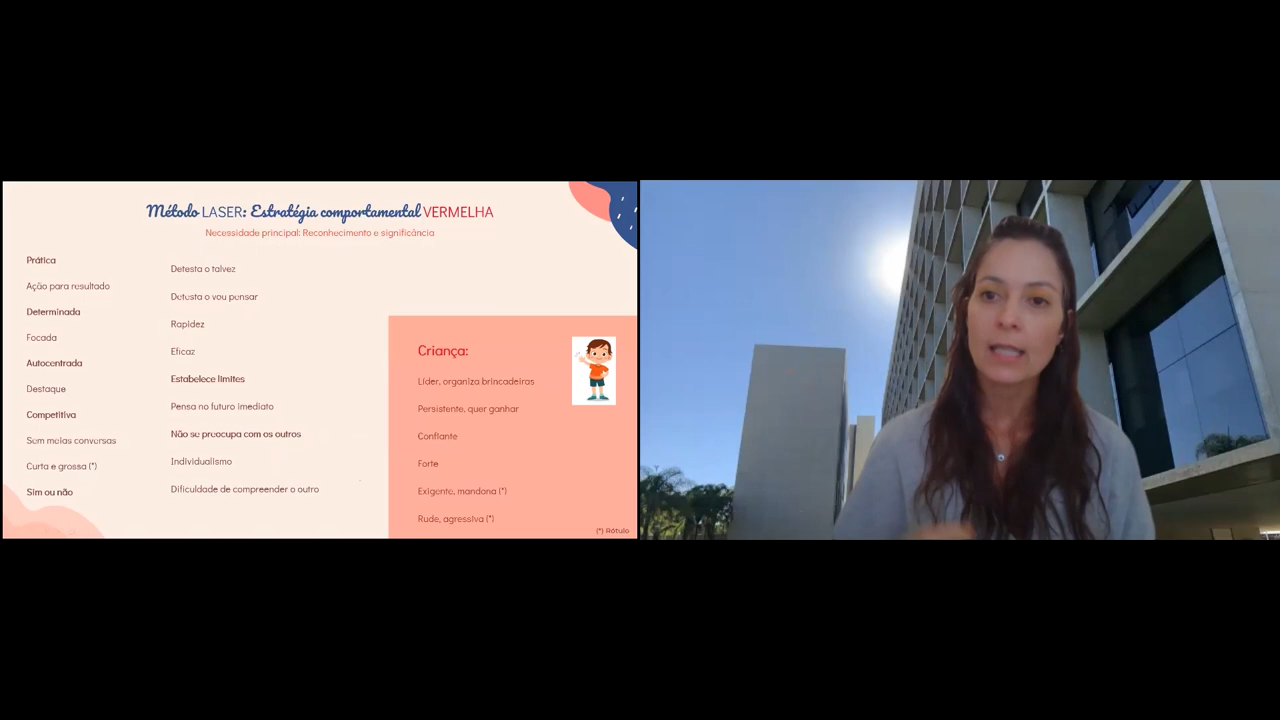 Método LASER: Estratégia comportamental VERMELHA
Necessidade principal: Reconhecimento e significância
Prática
Ação para resultado
Determinada
Focada
Autocentrada
Destaque
Competitiva
Sem meias conversas
Curta e grossa (*)
Sim ou não
Detesta o talvez
Detesta o vou pensar
Rapidez
Eficaz
Estabelece limites
Pensa no futuro imediato
Não se preocupa com os outros
Individualismo
Dificuldade de compreender o outro
Criança:
Líder, organiza brincadeiras
Persistente, quer ganhar
Confiante
Forte
Exigente, mandona (*)
Rude, agressiva (*)
(*) Rótulo